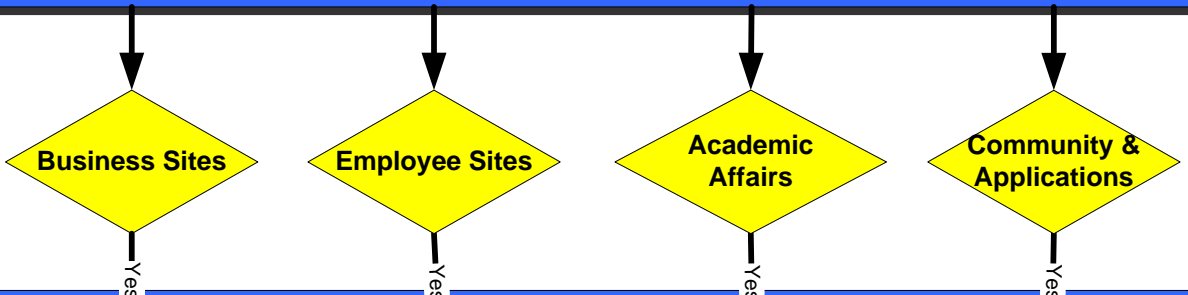 Business Sites
Employee Sites
Academic
Affairs
Community &
Applications
Yes
Yes
Yes
Yes